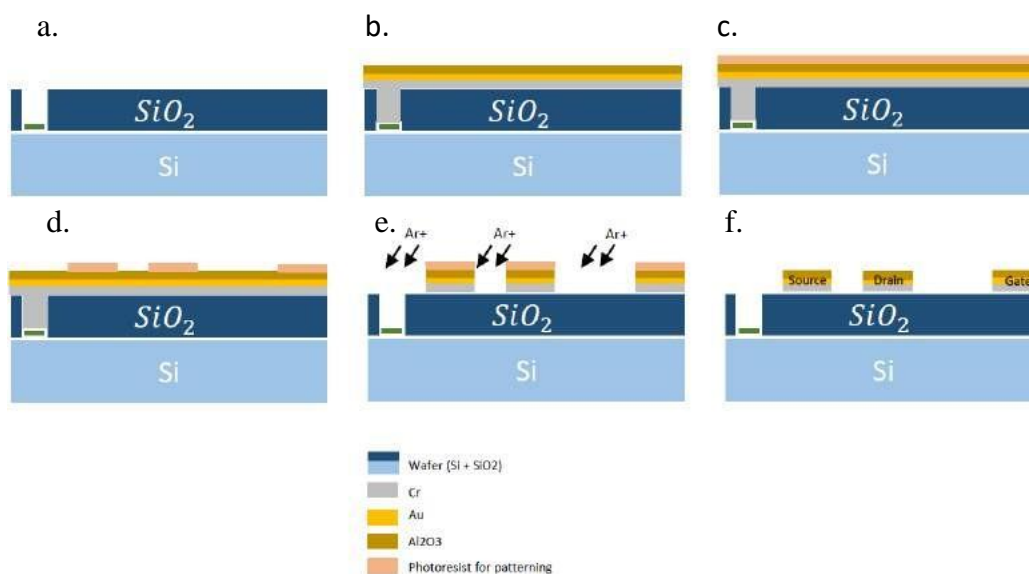 a.
b.
c.
SiO2
Si
SiO2
Si
SiO2
Si
d.
e.
f.
Ar+
Ar+
Ar+
Source
Drain
Gate
SiO2
Si
SiO2
Si
SiO2
Si
Wafer (Si + SiO2)
Cr
Au
Al2O3
Photoresist for patterning